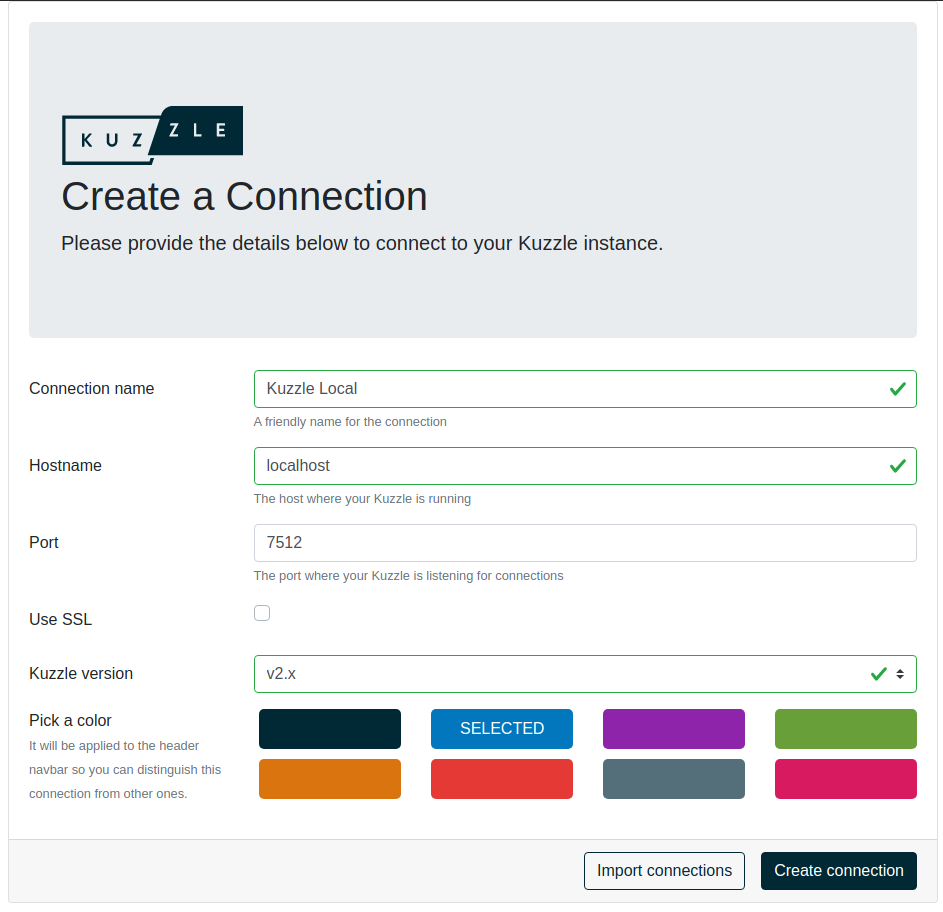 KUZZLE
Create a Connection
Please provide the details below to connect to your Kuzzle instance.
Connection name
Kuzzle Local
A friendly name for the connection
Hostname
localhost
The host where your Kuzzle is running
Port
7512
The port where your Kuzzle is listening for connections
Use SSL
Kuzzle version
v2.x
Pick a color
It will be applied to the header
navbar so you can distinguish this
connection from other ones.
SELECTED
Import connections
Create connection